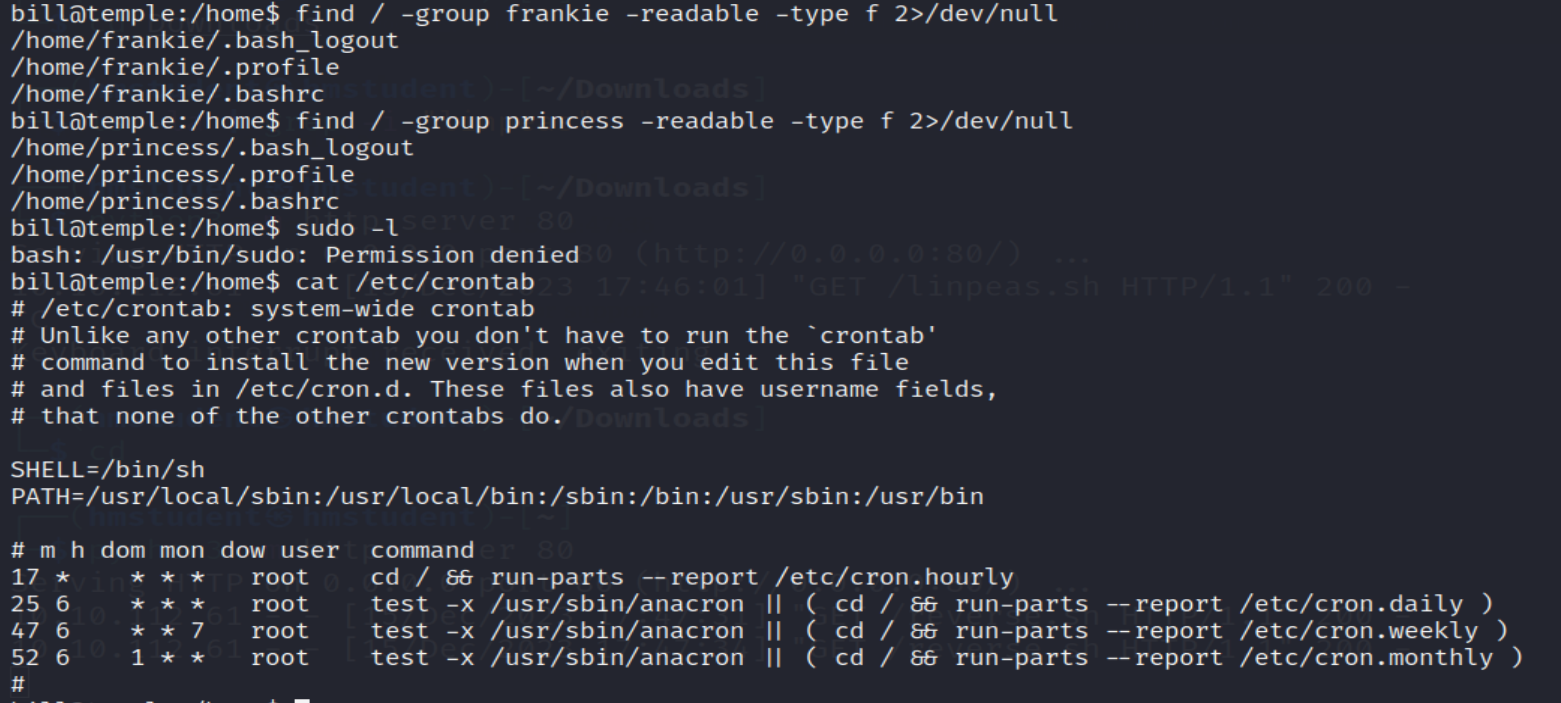 bill@temple:/home$ find / -group frankie -readable -type f 2>/dev/null
/home/frankie/.bash_logout
/home/frankie/.profile
/home/frankie/.bashrc
bill@temple:/home$ find / -group princess -readable -type f 2>/dev/null
/home/princess/.bash_logout
/home/princess/.profile
/home/princess/.bashrc
bill@temple:/home$ sudo -l
bash: /usr/bin/sudo: Permission denied
bill@temple:/home$ cat /etc/crontab
# /etc/crontab: system-wide crontab
# Unlike any other crontab you don't have to run the `crontab'
# command to install the new version when you edit this file
# and files in /etc/cron.d. These files also have username fields,
# that none of the other crontabs do.

SHELL=/bin/sh
PATH=/usr/local/sbin:/usr/local/bin:/sbin:/bin:/usr/sbin:/usr/bin

# m h dom mon dow user  command
17 *    * * *   root    cd / && run-parts --report /etc/cron.hourly
25 6    * * *   root    test -x /usr/sbin/anacron || ( cd / && run-parts --report /etc/cron.daily )
47 6    * * 7   root    test -x /usr/sbin/anacron || ( cd / && run-parts --report /etc/cron.weekly )
52 6    1 * *   root    test -x /usr/sbin/anacron || ( cd / && run-parts --report /etc/cron.monthly )
#